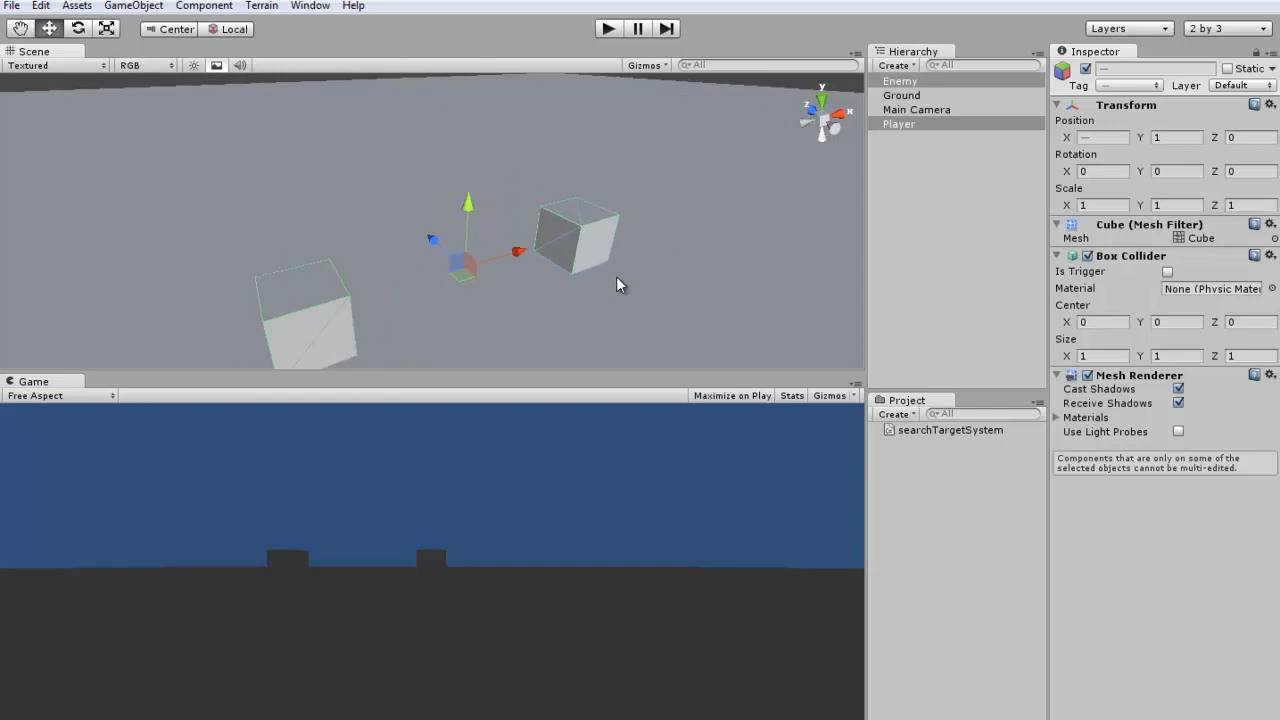 File Edit Assets GameObject Component Terrain Window Help
Center Local Layers 2 by 3
Scene
Textured RGB Gizmos All
y
x
z
Game
Free Aspect Maximize on Play Stats Gizmos
Hierarchy
Create All
Enemy
Ground
Main Camera
Player
Project
Create All
searchTargetSystem
Inspector
— Static
Tag — Layer Default
Transform
Position
X — Y 1 Z 0
Rotation
X 0 Y 0 Z 0
Scale
X 1 Y 1 Z 1
Cube (Mesh Filter)
Mesh Cube
Box Collider
Is Trigger
Material None (Physic Mater
Center
X 0 Y 0 Z 0
Size
X 1 Y 1 Z 1
Mesh Renderer
Cast Shadows
Receive Shadows
Materials
Use Light Probes
Components that are only on some of the
selected objects cannot be multi-edited.